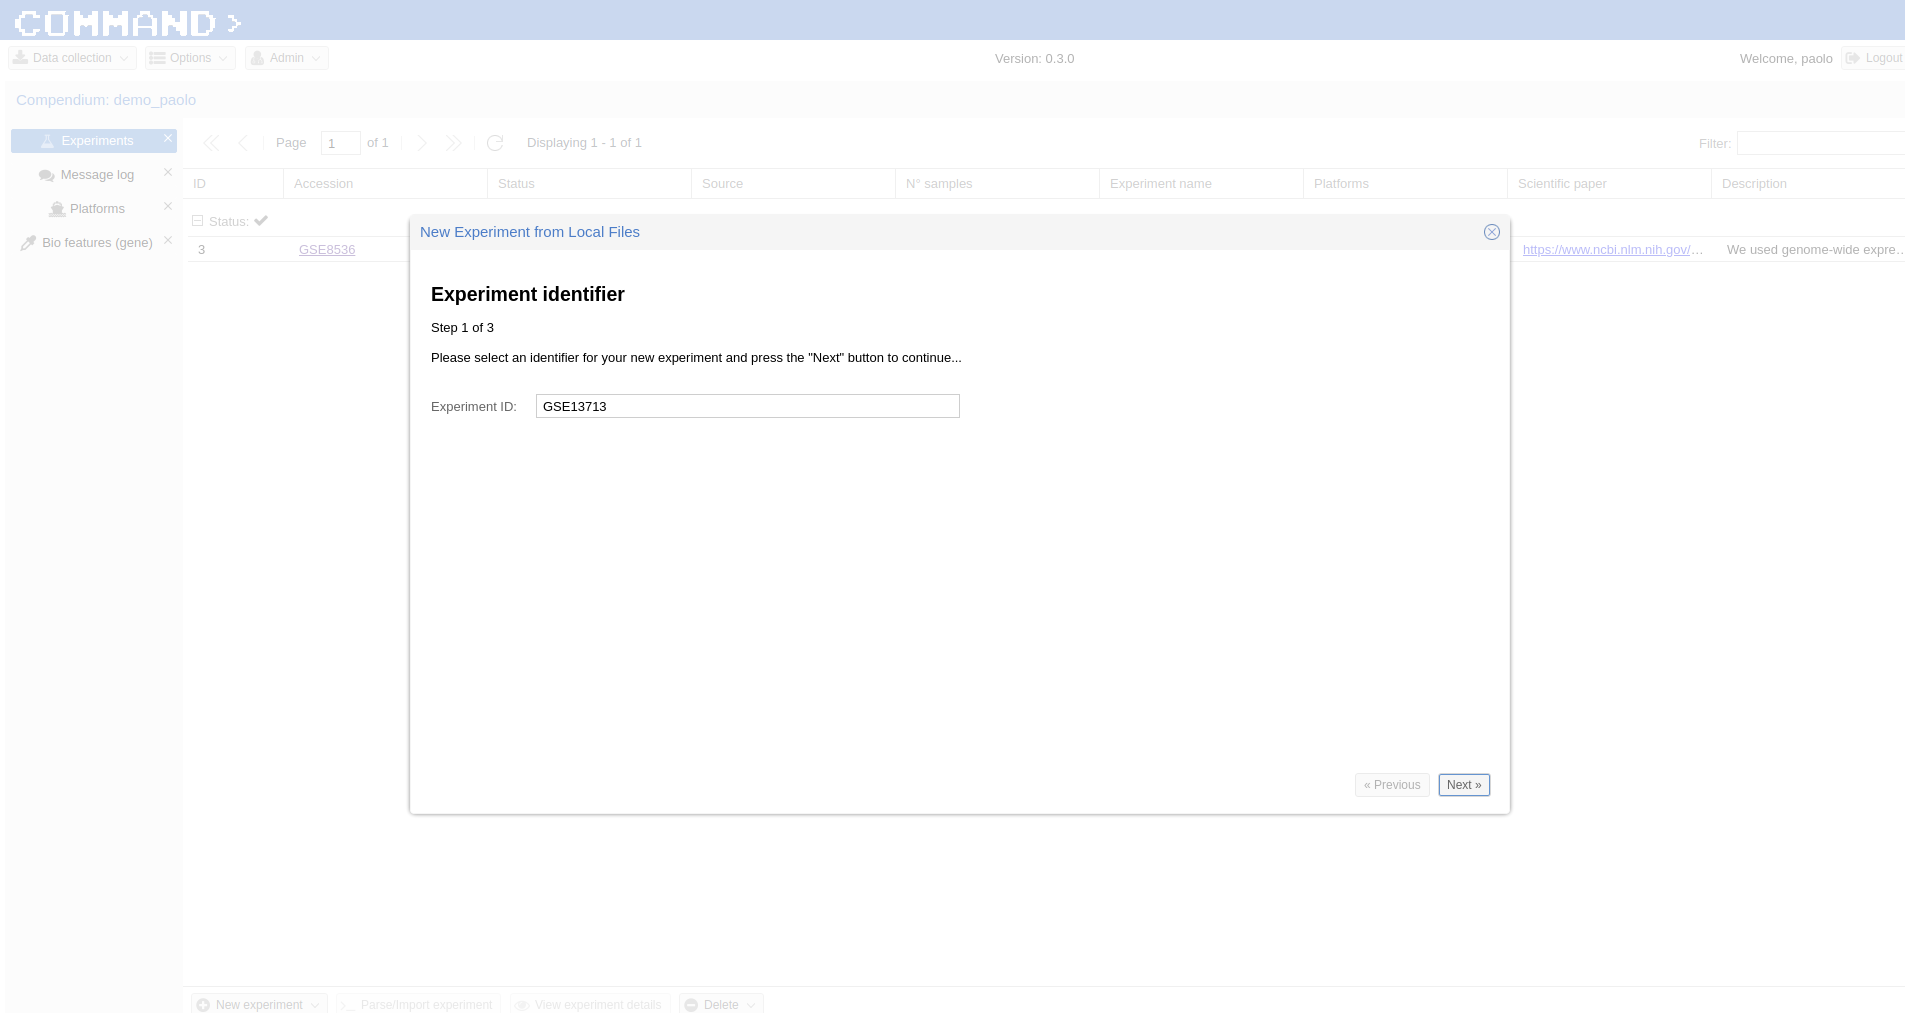 COMMAND >
Data collection Options Admin Version: 0.3.0 Welcome, paolo Logout
Compendium: demo_paolo
Experiments
Message log
Platforms
Bio features (gene)
Page 1 of 1 Displaying 1 - 1 of 1 Filter:
ID Accession Status Source N° samples Experiment name Platforms Scientific paper Description
Status:
3 GSE8536 https://www.ncbi.nlm.nih.gov/... We used genome-wide expre...
New Experiment from Local Files
Experiment identifier
Step 1 of 3
Please select an identifier for your new experiment and press the "Next" button to continue...
Experiment ID: GSE13713
« Previous Next »
New experiment Parse/Import experiment View experiment details Delete